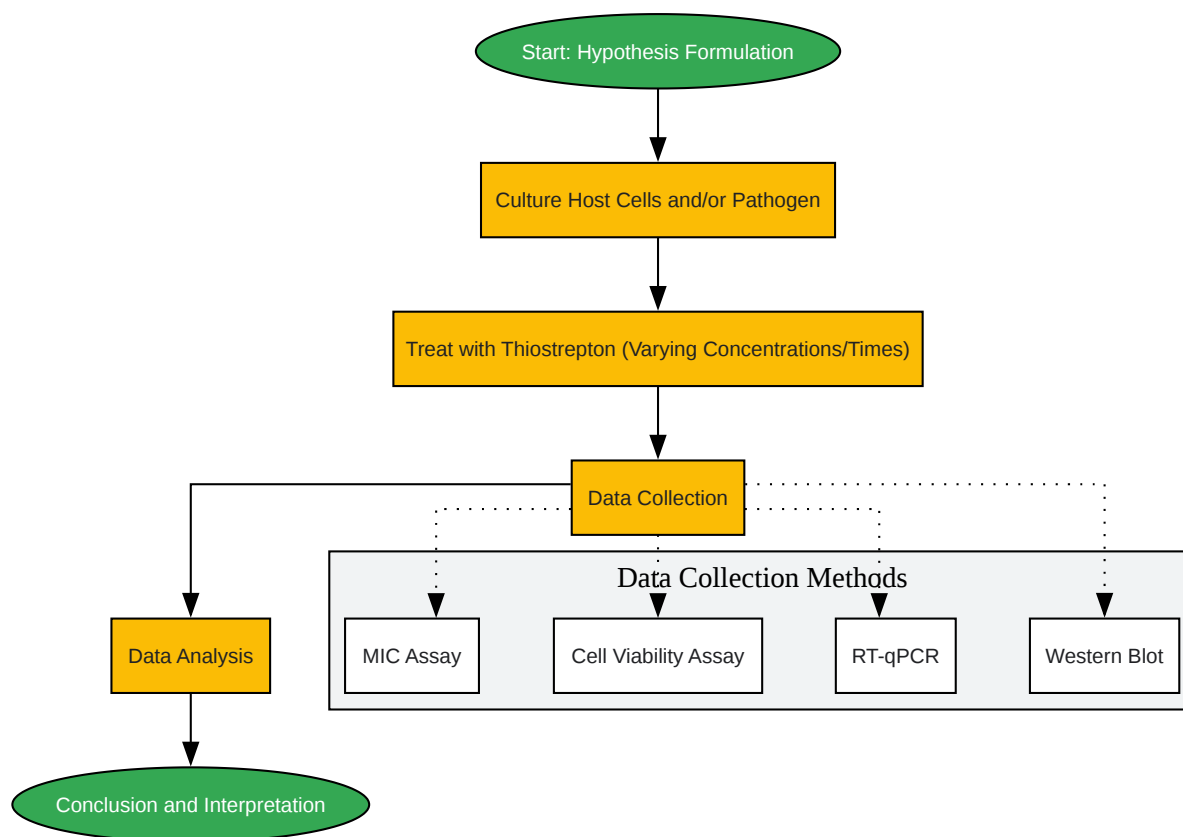 Start: Hypothesis Formulation
Culture Host Cells and/or Pathogen
Treat with Thiostrepton (Varying Concentrations/Times)
Data Collection
Data Collection Methods
Data Analysis
MIC Assay
Cell Viability Assay
RT-qPCR
Western Blot
Conclusion and Interpretation